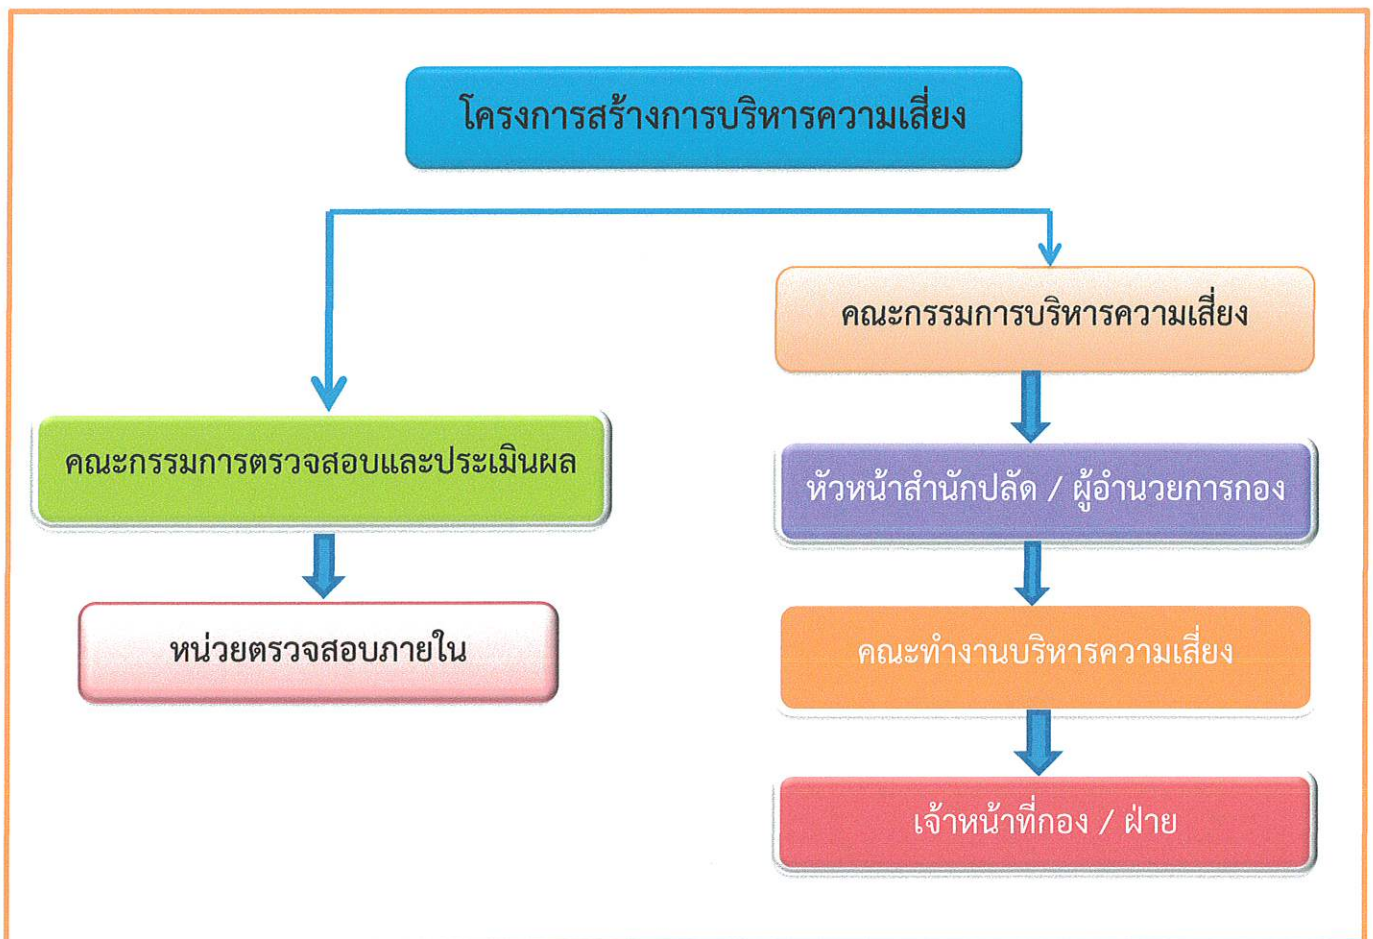 โครงการสร้างการบริหารความเสี่ยง
คณะกรรมการบริหารความเสี่ยง
คณะกรรมการตรวจสอบและประเมินผล
หัวหน้าสำนักปลัด / ผู้อำนวยการกอง
หน่วยตรวจสอบภายใน
คณะทำงานบริหารความเสี่ยง
เจ้าหน้าที่กอง / ฝ่าย